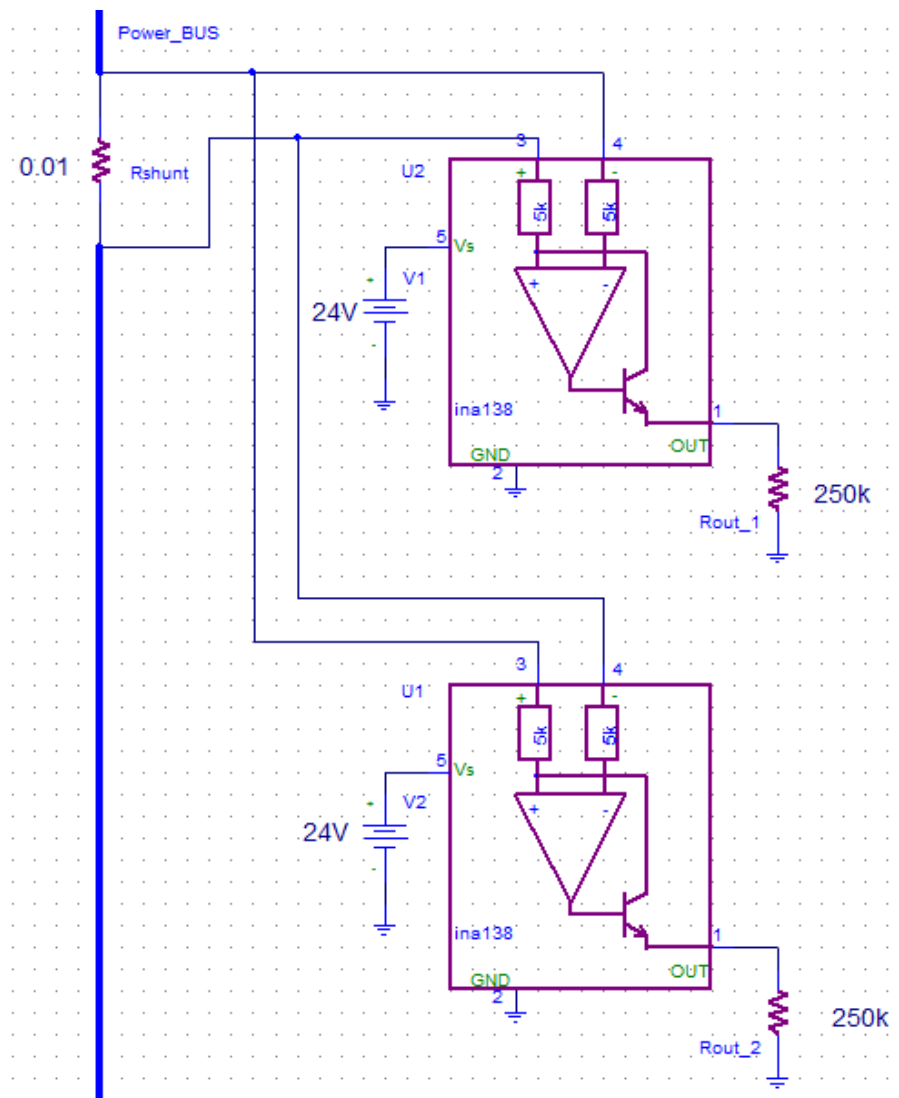 Power_BUS
0.01
Rshunt
3
4
U2
+
-
5k
5k
5
Vs
+
V1
24V
-
+
-
ina138
1
OUT
GND
2
250k
Rout_1
3
4
U1
+
-
5k
5k
5
Vs
+
V2
24V
-
+
-
ina138
1
OUT
GND
2
250k
Rout_2